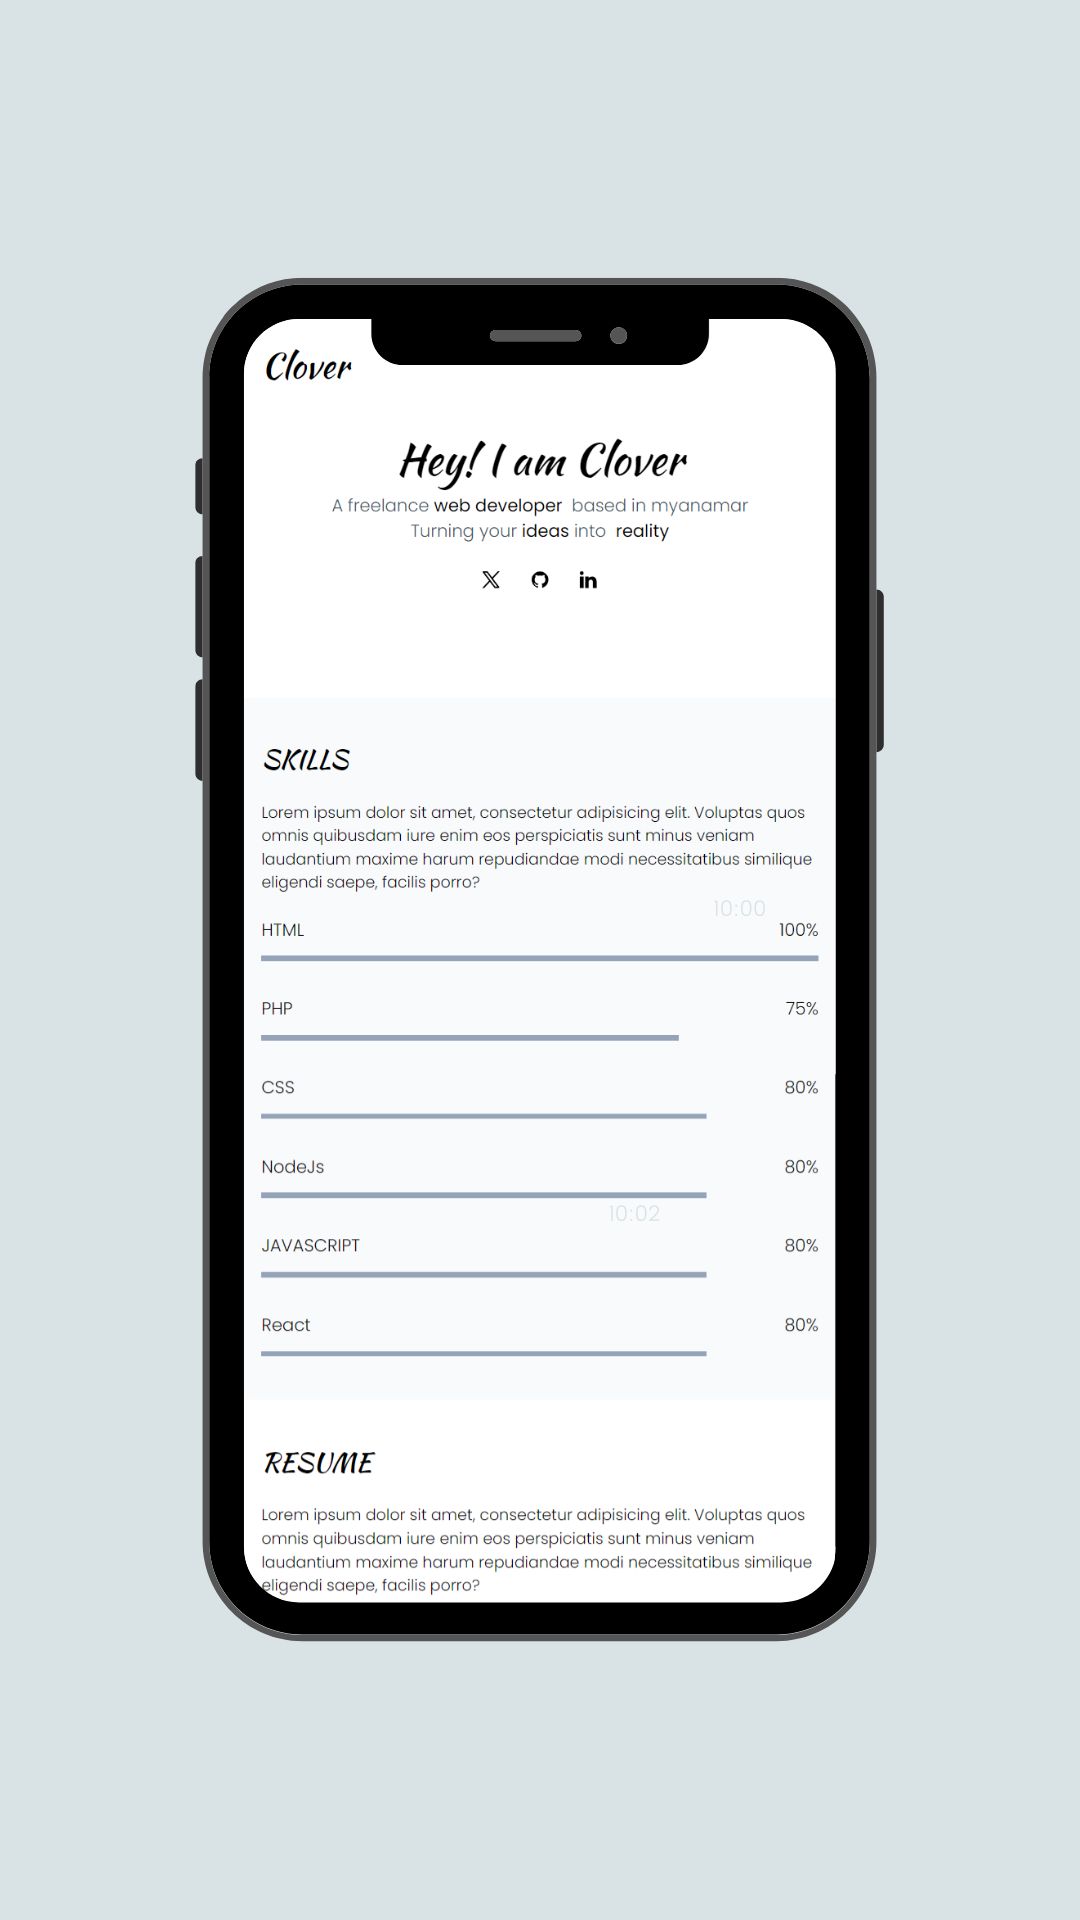 Clover
Hey! I am Clover
A freelance web developer based in myanamar
Turning your ideas into reality
SKILLS
Lorem ipsum dolor sit amet, consectetur adipisicing elit. Voluptas quos
omnis quibusdam iure enim eos perspiciatis sunt minus veniam
laudantium maxime harum repudiandae modi necessitatibus similique
eligendi saepe, facilis porro?
10:00
HTML 100%
PHP 75%
CSS 80%
NodeJs 80%
10:02
JAVASCRIPT 80%
React 80%
RESUME
Lorem ipsum dolor sit amet, consectetur adipisicing elit. Voluptas quos
omnis quibusdam iure enim eos perspiciatis sunt minus veniam
laudantium maxime harum repudiandae modi necessitatibus similique
eligendi saepe, facilis porro?